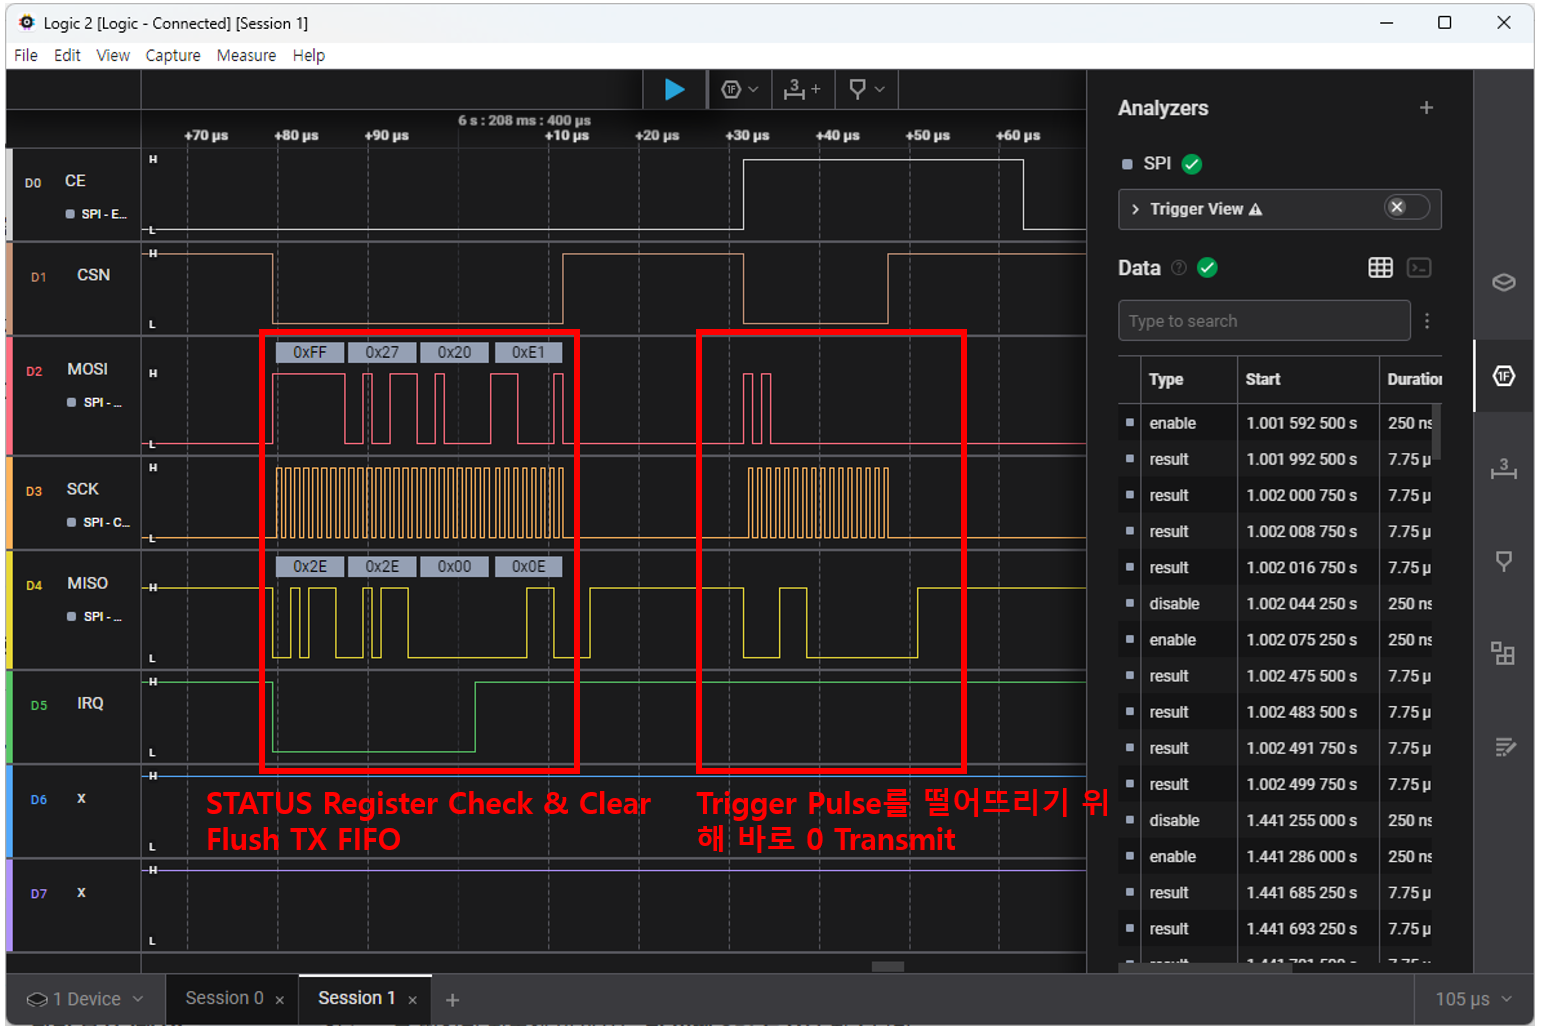 Logic 2 [Logic - Connected] [Session 1]
File Edit View Capture Measure Help
6 s : 208 ms : 400 µs
+70 µs +80 µs +90 µs +10 µs +20 µs +30 µs +40 µs +50 µs +60 µs
D0 CE
SPI - E...
H
L
D1 CSN
H
L
D2 MOSI
SPI - ...
H
L
0xFF 0x27 0x20 0xE1
D3 SCK
SPI - C...
H
L
D4 MISO
SPI - ...
H
L
0x2E 0x2E 0x00 0x0E
D5 IRQ
H
L
D6 x
H
L
D7 x
H
L
STATUS Register Check & Clear
Flush TX FIFO
Trigger Pulse를 떨어뜨리기 위
해 바로 0 Transmit
Analyzers
SPI
Trigger View
Data
Type to search
Type Start Duration
enable 1.001 592 500 s 250 ns
result 1.001 992 500 s 7.75 µ
result 1.002 000 750 s 7.75 µ
result 1.002 008 750 s 7.75 µ
result 1.002 016 750 s 7.75 µ
disable 1.002 044 250 s 250 ns
enable 1.002 075 250 s 250 ns
result 1.002 475 500 s 7.75 µ
result 1.002 483 500 s 7.75 µ
result 1.002 491 750 s 7.75 µ
result 1.002 499 750 s 7.75 µ
disable 1.441 255 000 s 250 ns
enable 1.441 286 000 s 250 ns
result 1.441 685 250 s 7.75 µ
result 1.441 693 250 s 7.75 µ
1 Device Session 0 Session 1 105 µs